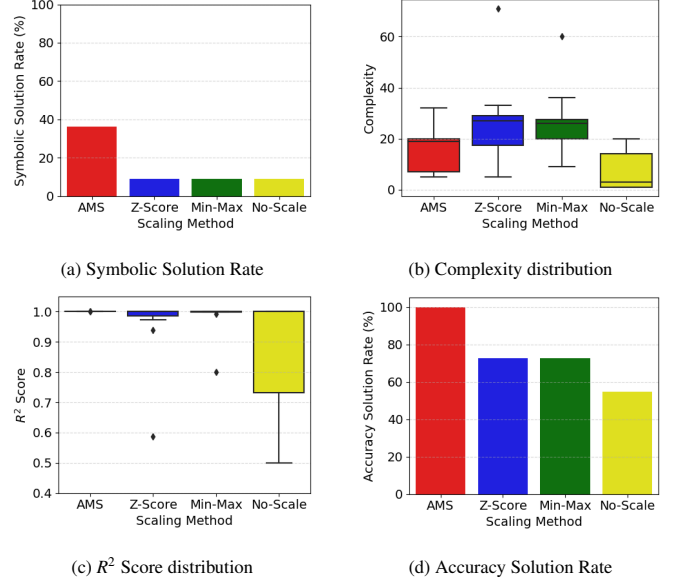 100
80
60
40
20
0
Symbolic Solution Rate (%)
AMS Z-Score Min-Max No-Scale
Scaling Method
(a) Symbolic Solution Rate
60
40
20
0
Complexity
AMS Z-Score Min-Max No-Scale
Scaling Method
(b) Complexity distribution
1.0
0.9
0.8
0.7
0.6
0.5
0.4
R² Score
AMS Z-Score Min-Max No-Scale
Scaling Method
(c) R² Score distribution
100
80
60
40
20
0
Accuracy Solution Rate (%)
AMS Z-Score Min-Max No-Scale
Scaling Method
(d) Accuracy Solution Rate